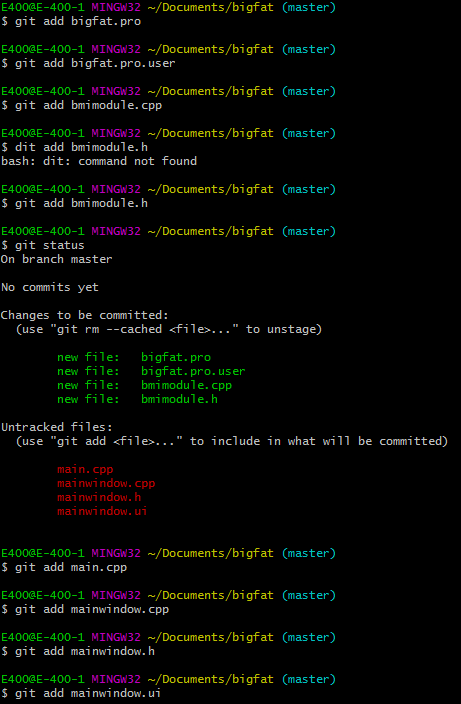 E400@E-400-1 MINGW32 ~/Documents/bigfat (master)
$ git add bigfat.pro
E400@E-400-1 MINGW32 ~/Documents/bigfat (master)
$ git add bigfat.pro.user
E400@E-400-1 MINGW32 ~/Documents/bigfat (master)
$ git add bmimodule.cpp
E400@E-400-1 MINGW32 ~/Documents/bigfat (master)
$ dit add bmimodule.h
bash: dit: command not found
E400@E-400-1 MINGW32 ~/Documents/bigfat (master)
$ git add bmimodule.h
E400@E-400-1 MINGW32 ~/Documents/bigfat (master)
$ git status
On branch master
No commits yet
Changes to be committed:
(use "git rm --cached <file>..." to unstage)
new file: bigfat.pro
new file: bigfat.pro.user
new file: bmimodule.cpp
new file: bmimodule.h
Untracked files:
(use "git add <file>..." to include in what will be committed)
main.cpp
mainwindow.cpp
mainwindow.h
mainwindow.ui
E400@E-400-1 MINGW32 ~/Documents/bigfat (master)
$ git add main.cpp
E400@E-400-1 MINGW32 ~/Documents/bigfat (master)
$ git add mainwindow.cpp
E400@E-400-1 MINGW32 ~/Documents/bigfat (master)
$ git add mainwindow.h
E400@E-400-1 MINGW32 ~/Documents/bigfat (master)
$ git add mainwindow.ui